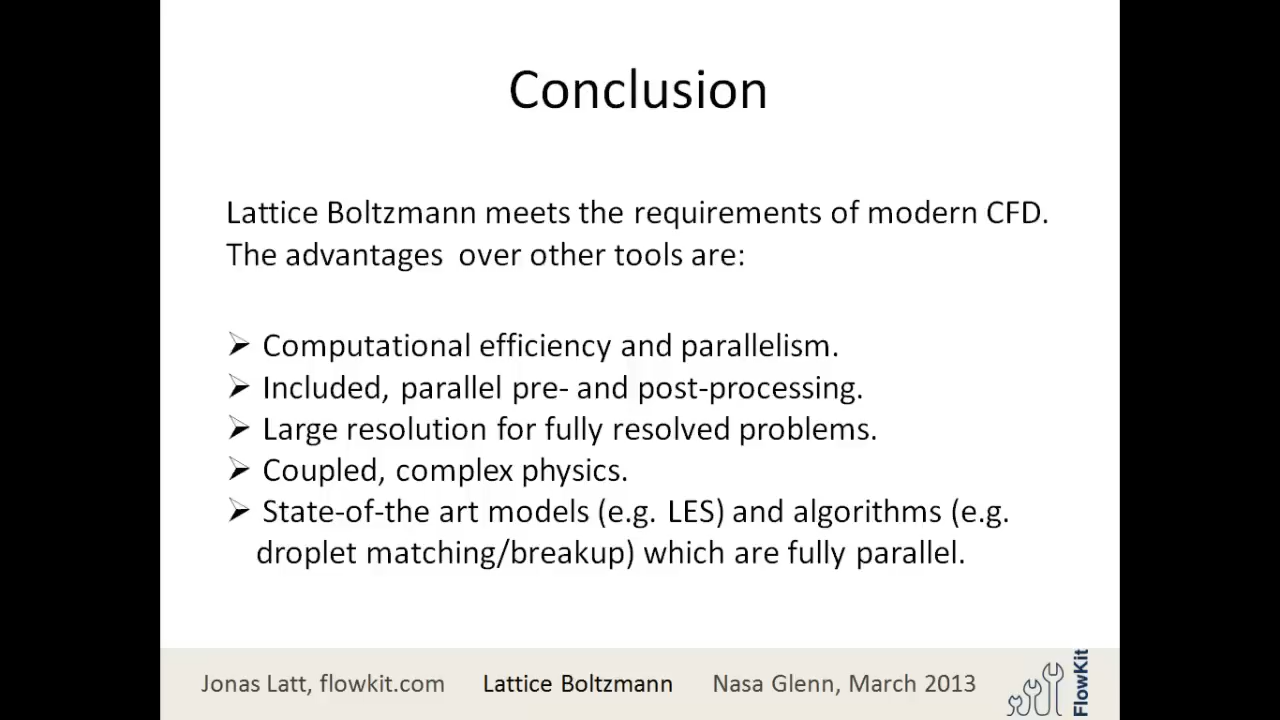 Conclusion
Lattice Boltzmann meets the requirements of modern CFD.
The advantages  over other tools are:
Computational efficiency and parallelism.
Included, parallel pre- and post-processing.
Large resolution for fully resolved problems.
Coupled, complex physics.
State-of-the art models (e.g. LES) and algorithms (e.g.
droplet matching/breakup) which are fully parallel.
Jonas Latt, flowkit.com Lattice Boltzmann Nasa Glenn, March 2013
FlowKit